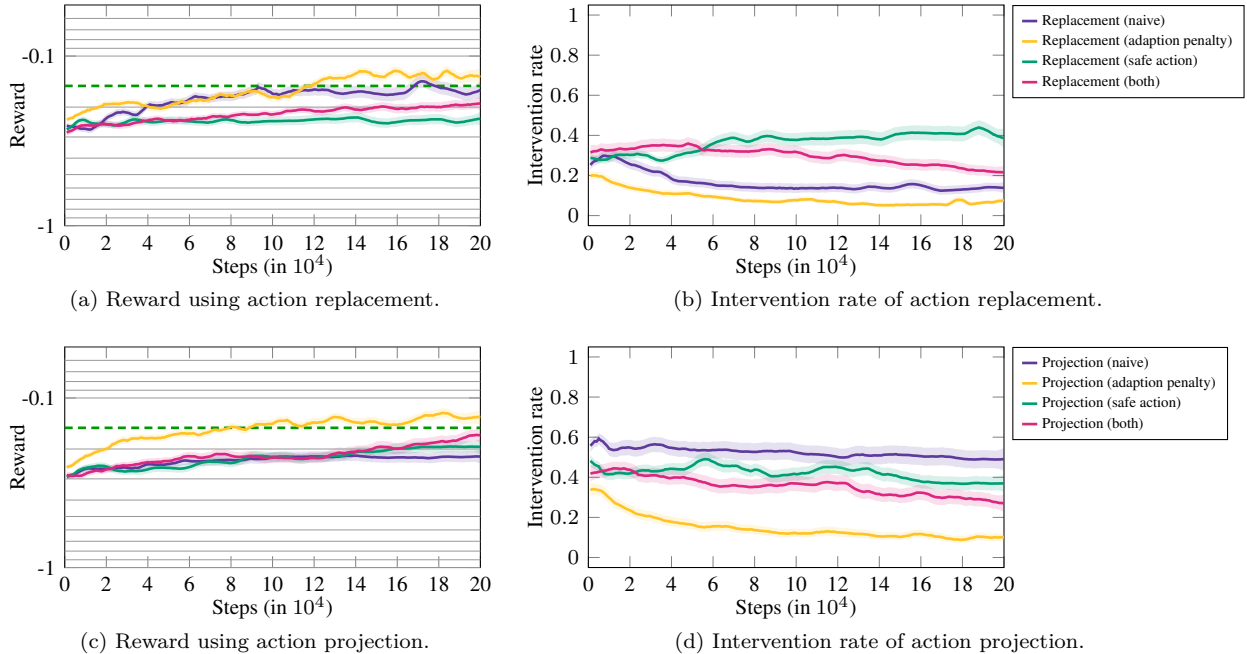 -0.1
-1
Reward
0 2 4 6 8 10 12 14 16 18 20
Steps (in 10^4)
(a) Reward using action replacement.
1
0.8
0.6
0.4
0.2
0
Intervention rate
0 2 4 6 8 10 12 14 16 18 20
Steps (in 10^4)
(b) Intervention rate of action replacement.
Replacement (naive)
Replacement (adaption penalty)
Replacement (safe action)
Replacement (both)
-0.1
-1
Reward
0 2 4 6 8 10 12 14 16 18 20
Steps (in 10^4)
(c) Reward using action projection.
1
0.8
0.6
0.4
0.2
0
Intervention rate
0 2 4 6 8 10 12 14 16 18 20
Steps (in 10^4)
(d) Intervention rate of action projection.
Projection (naive)
Projection (adaption penalty)
Projection (safe action)
Projection (both)